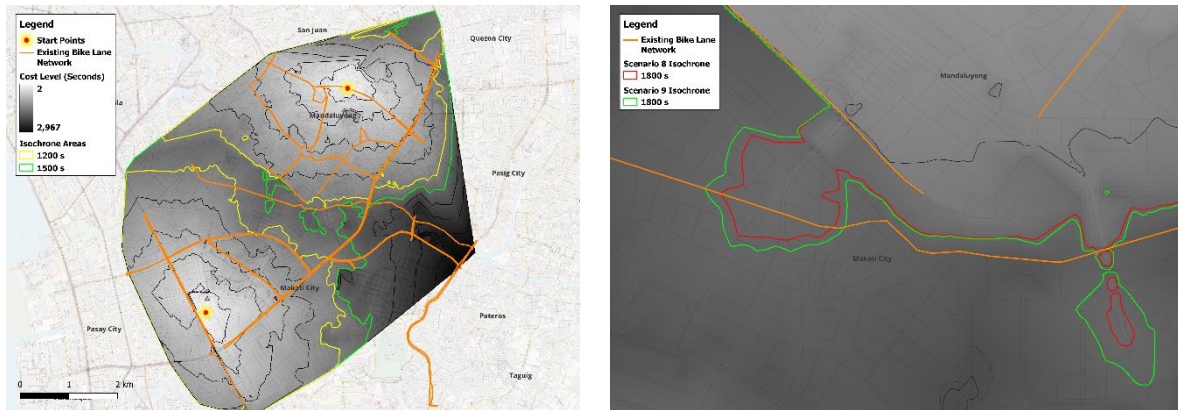 Legend
Start Points
Existing Bike Lane
Network
Cost Level (Seconds)
2
2,967
Isochrone Areas
1200 s
1500 s
San Juan
Quezon City
Mandaluyong
Pasig City
Makati City
Pasay City
Pateros
Taguig
0 1 2 km
Legend
Existing Bike Lane
Network
Scenario 8 Isochrone
1800 s
Scenario 9 Isochrone
1800 s
Mandaluyong
Makati City